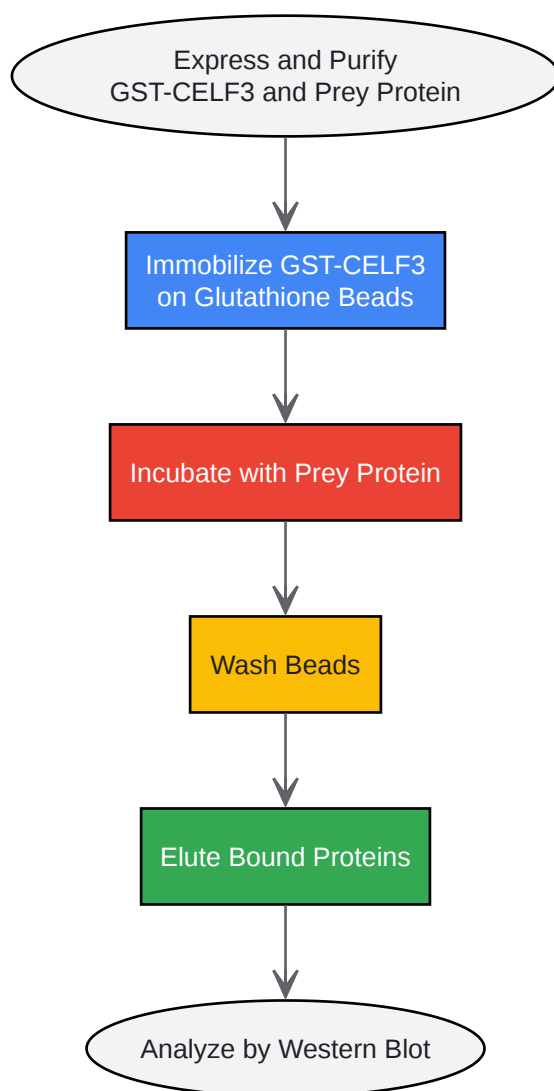 Express and Purify
GST-CELF3 and Prey Protein
Immobilize GST-CELF3
on Glutathione Beads
Incubate with Prey Protein
Wash Beads
Elute Bound Proteins
Analyze by Western Blot